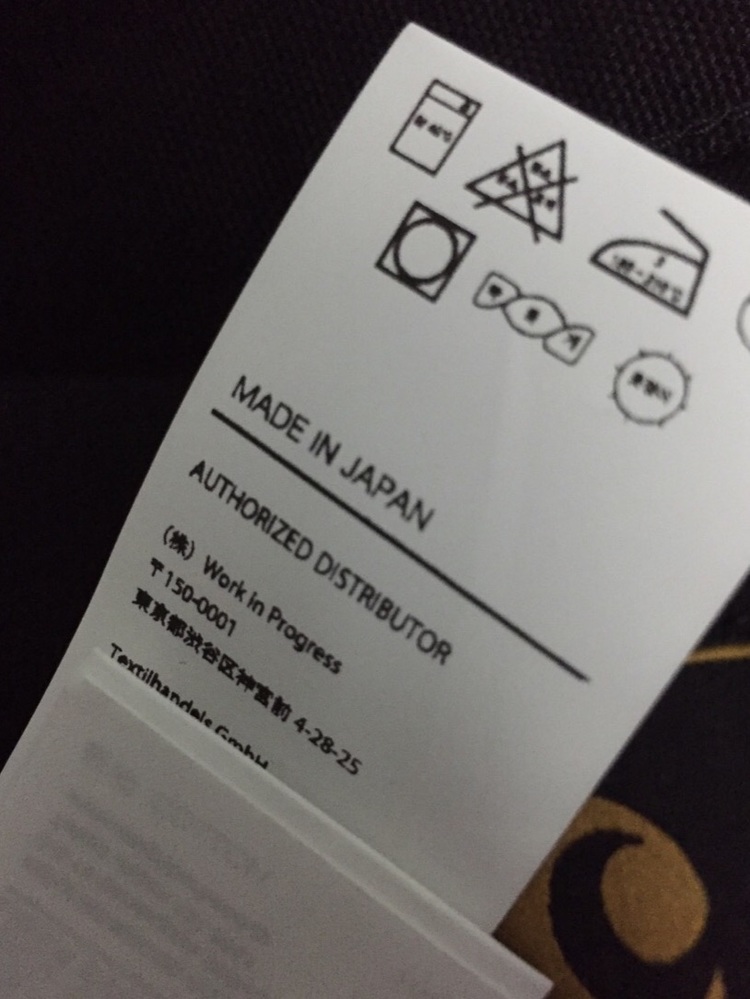 MADE IN JAPAN
AUTHORIZED DISTRIBUTOR
（株） Work in Progress
〒150-0001
東京都渋谷区神宮前 4-28-25
Textilhandels GmbH